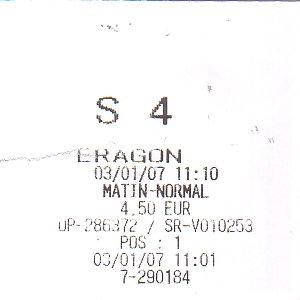 S 4
ERAGON
03/01/07 11:10
MATIN-NORMAL
4.50 EUR
OP-286372 / SR-V010253
POS : 1
03/01/07 11:01
7-290184